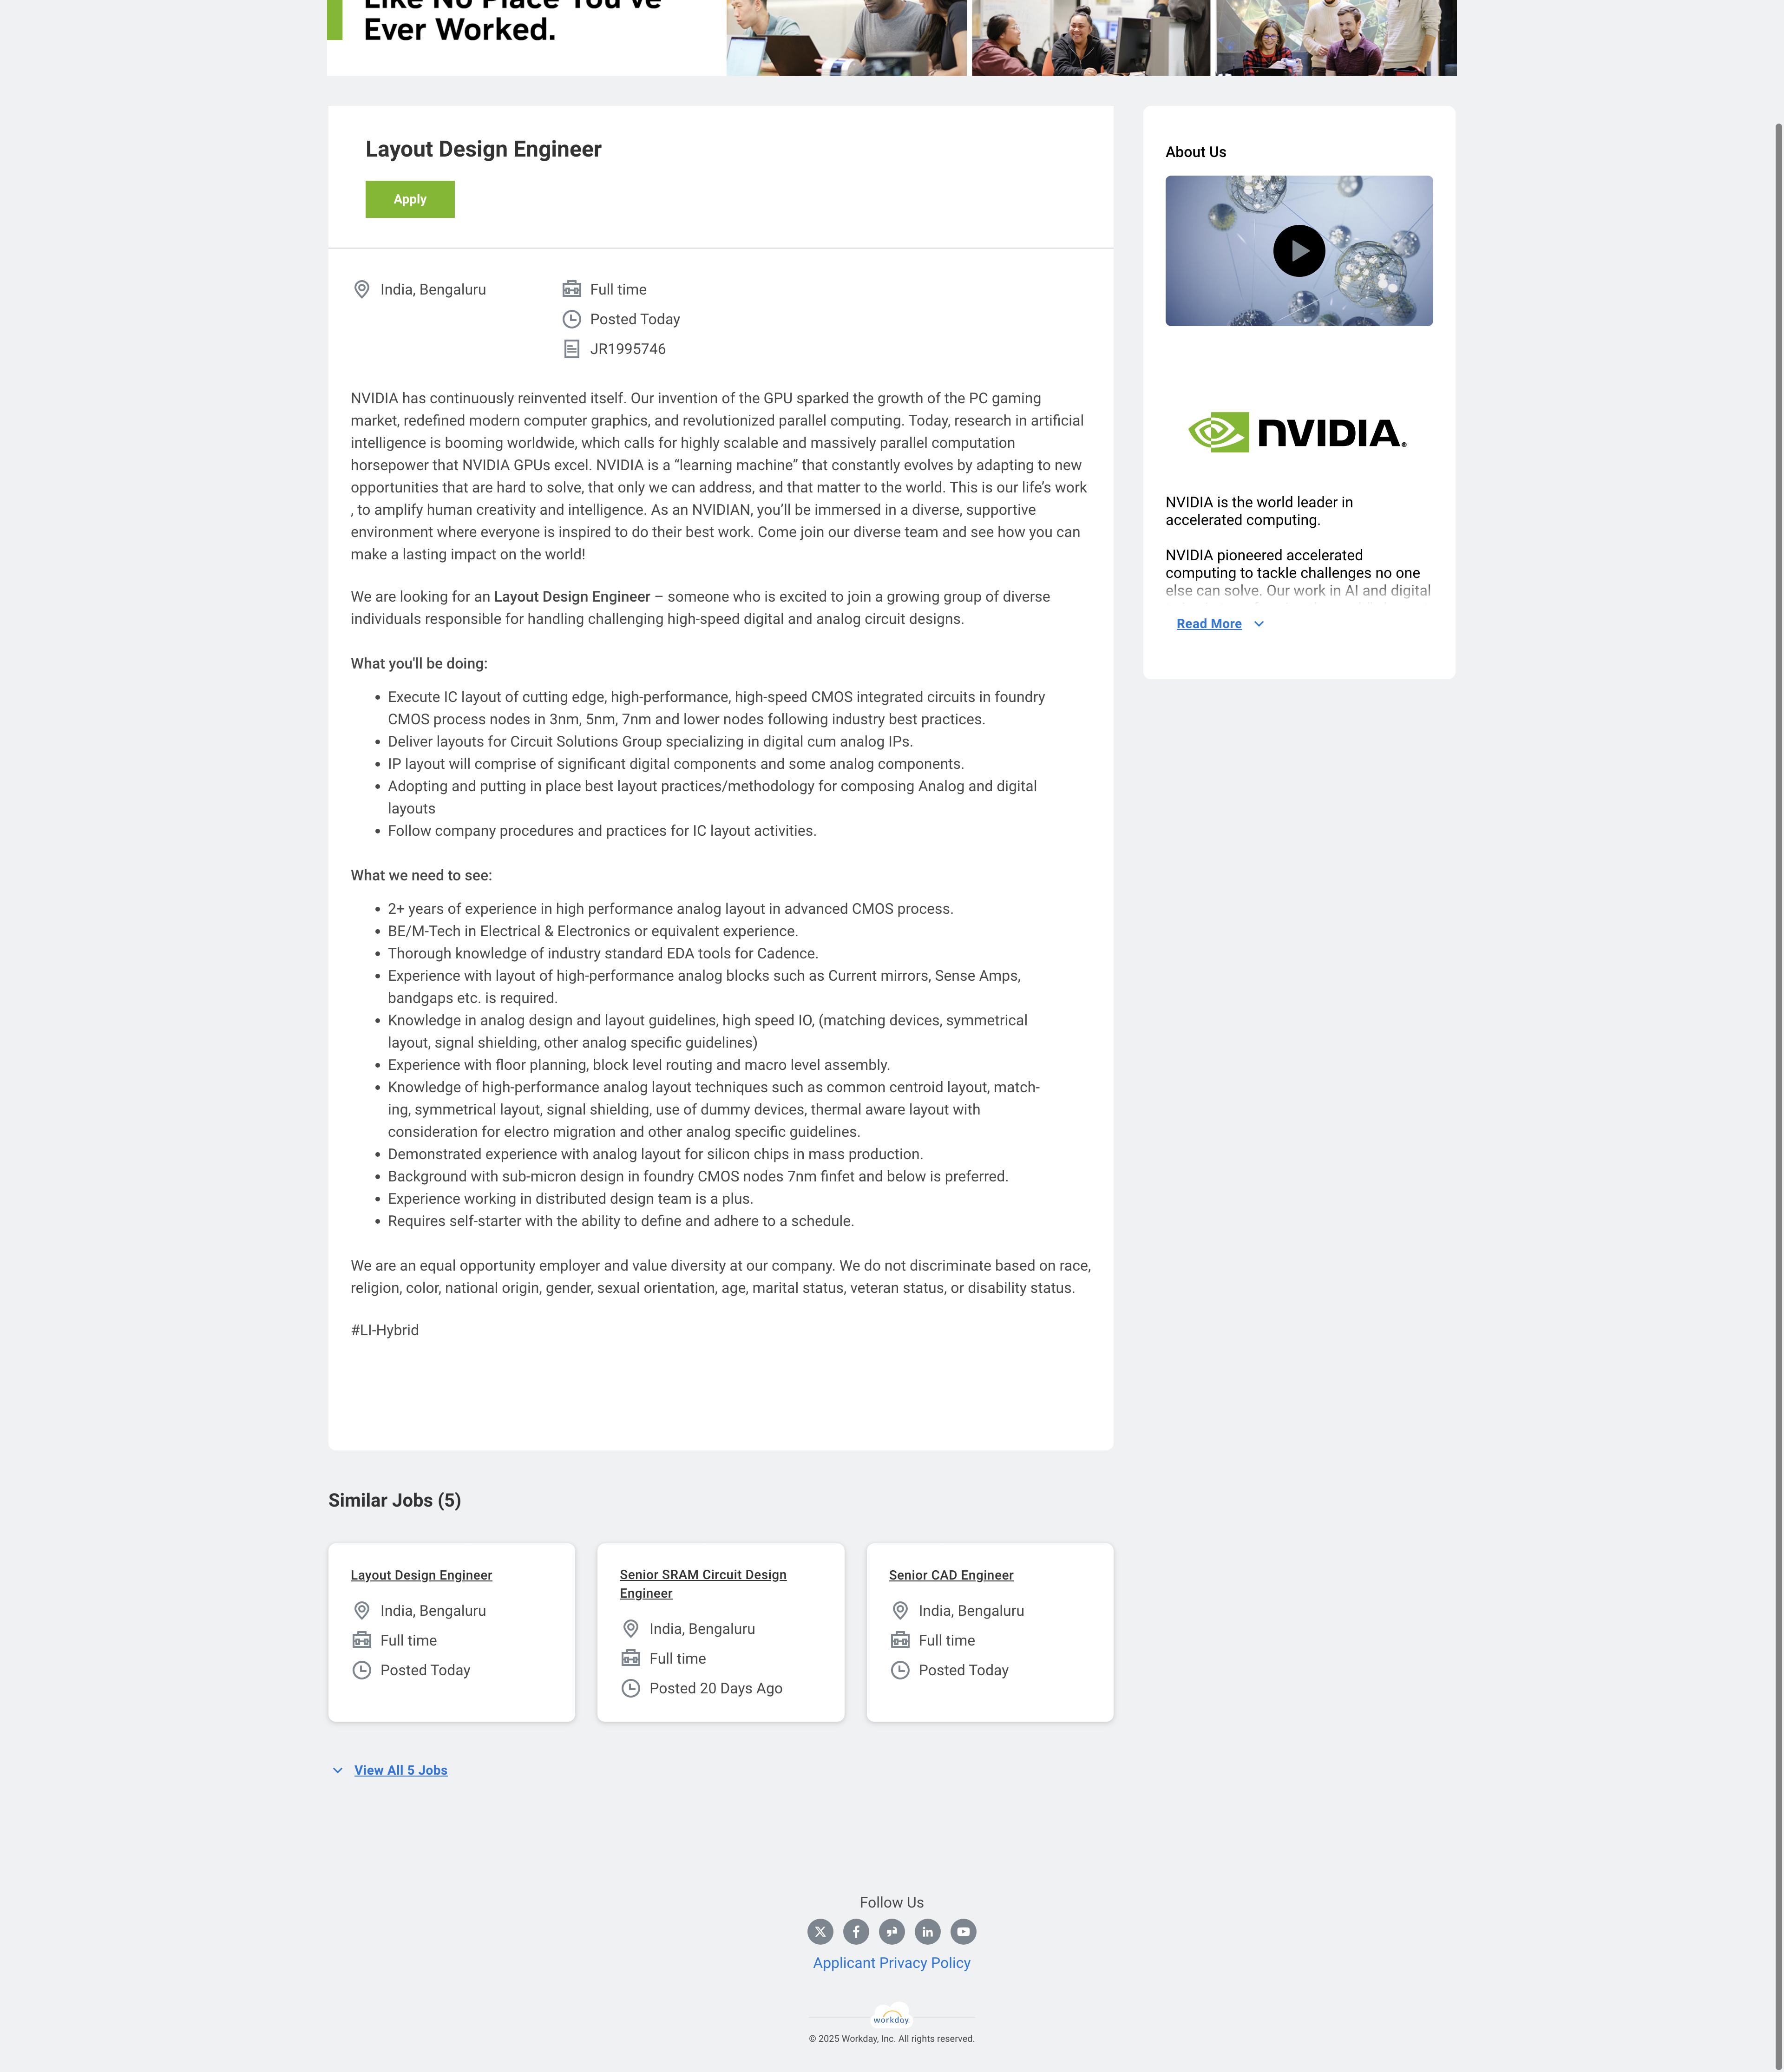 Like No Place You've
Ever Worked.
Layout Design Engineer
Apply
India, Bengaluru
Full time
Posted Today
JR1995746
NVIDIA has continuously reinvented itself. Our invention of the GPU sparked the growth of the PC gaming
market, redefined modern computer graphics, and revolutionized parallel computing. Today, research in artificial
intelligence is booming worldwide, which calls for highly scalable and massively parallel computation
horsepower that NVIDIA GPUs excel. NVIDIA is a “learning machine” that constantly evolves by adapting to new
opportunities that are hard to solve, that only we can address, and that matter to the world. This is our life’s work
, to amplify human creativity and intelligence. As an NVIDIAN, you’ll be immersed in a diverse, supportive
environment where everyone is inspired to do their best work. Come join our diverse team and see how you can
make a lasting impact on the world!
We are looking for an Layout Design Engineer – someone who is excited to join a growing group of diverse
individuals responsible for handling challenging high-speed digital and analog circuit designs.
What you'll be doing:
• Execute IC layout of cutting edge, high-performance, high-speed CMOS integrated circuits in foundry
CMOS process nodes in 3nm, 5nm, 7nm and lower nodes following industry best practices.
• Deliver layouts for Circuit Solutions Group specializing in digital cum analog IPs.
• IP layout will comprise of significant digital components and some analog components.
• Adopting and putting in place best layout practices/methodology for composing Analog and digital
layouts
• Follow company procedures and practices for IC layout activities.
What we need to see:
• 2+ years of experience in high performance analog layout in advanced CMOS process.
• BE/M-Tech in Electrical & Electronics or equivalent experience.
• Thorough knowledge of industry standard EDA tools for Cadence.
• Experience with layout of high-performance analog blocks such as Current mirrors, Sense Amps,
bandgaps etc. is required.
• Knowledge in analog design and layout guidelines, high speed IO, (matching devices, symmetrical
layout, signal shielding, other analog specific guidelines)
• Experience with floor planning, block level routing and macro level assembly.
• Knowledge of high-performance analog layout techniques such as common centroid layout, match-
ing, symmetrical layout, signal shielding, use of dummy devices, thermal aware layout with
consideration for electro migration and other analog specific guidelines.
• Demonstrated experience with analog layout for silicon chips in mass production.
• Background with sub-micron design in foundry CMOS nodes 7nm finfet and below is preferred.
• Experience working in distributed design team is a plus.
• Requires self-starter with the ability to define and adhere to a schedule.
We are an equal opportunity employer and value diversity at our company. We do not discriminate based on race,
religion, color, national origin, gender, sexual orientation, age, marital status, veteran status, or disability status.
#LI-Hybrid
About Us
NVIDIA®
NVIDIA is the world leader in
accelerated computing.
NVIDIA pioneered accelerated
computing to tackle challenges no one
else can solve. Our work in AI and digital
Read More
Similar Jobs (5)
Layout Design Engineer
India, Bengaluru
Full time
Posted Today
Senior SRAM Circuit Design
Engineer
India, Bengaluru
Full time
Posted 20 Days Ago
Senior CAD Engineer
India, Bengaluru
Full time
Posted Today
View All 5 Jobs
Follow Us
Applicant Privacy Policy
workday.
© 2025 Workday, Inc. All rights reserved.